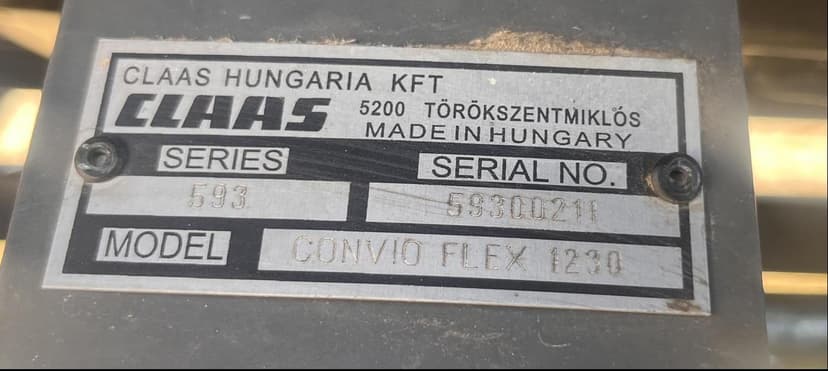 CLAAS HUNGARIA KFT
CLAAS 5200 TÖRÖKSZENTMIKLÓS
MADE IN HUNGARY
SERIES SERIAL NO.
593 59300211
MODEL CONVIO FLEX 1230